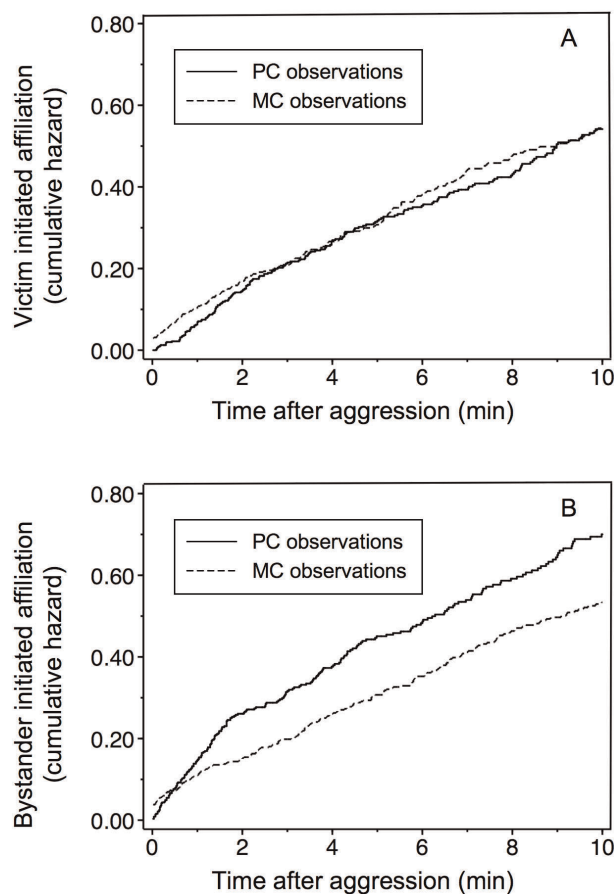 A
PC observations
MC observations
0.80
0.60
0.40
0.20
0.00
Victim initiated affiliation
(cumulative hazard)
0 2 4 6 8 10
Time after aggression (min)
B
PC observations
MC observations
0.80
0.60
0.40
0.20
0.00
Bystander initiated affiliation
(cumulative hazard)
0 2 4 6 8 10
Time after aggression (min)